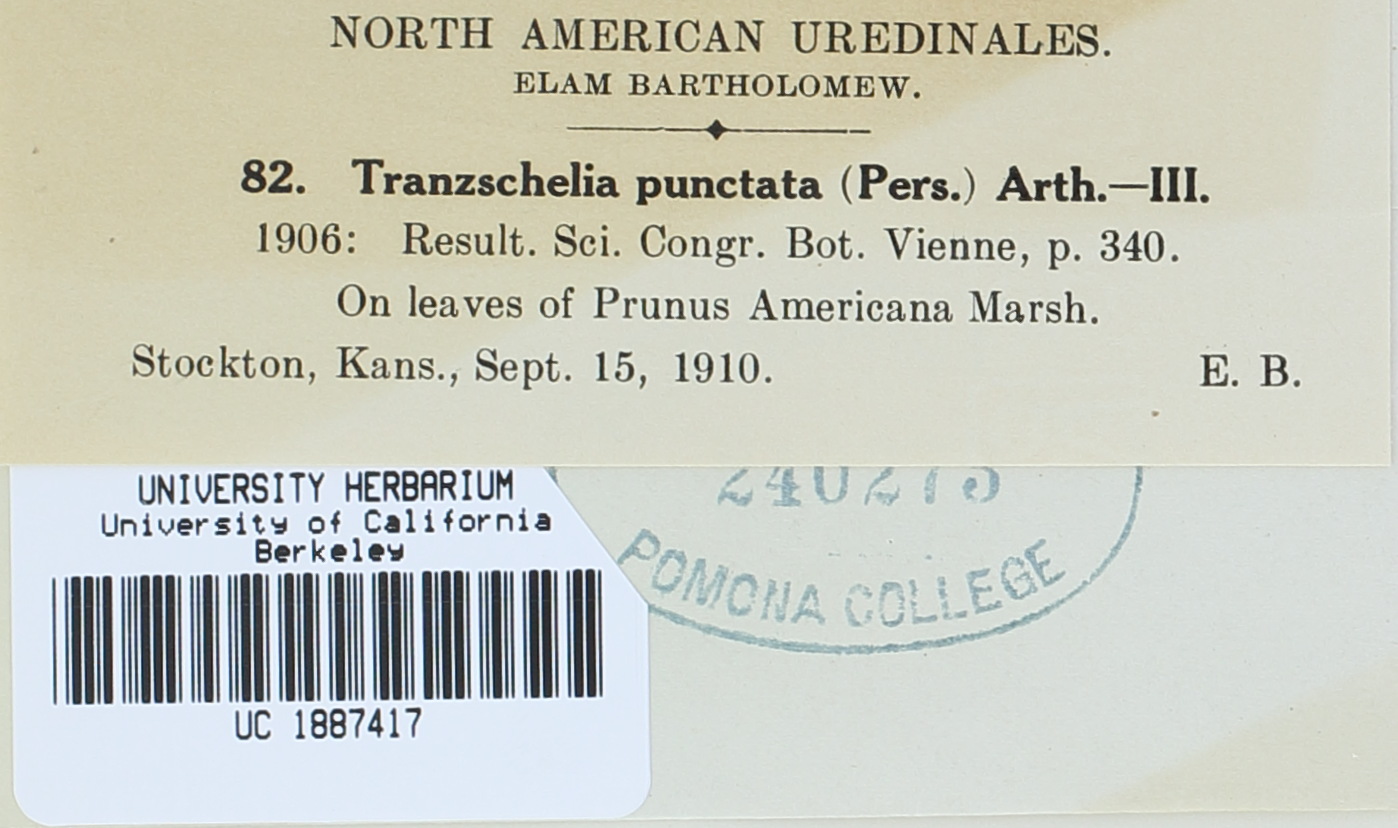 NORTH AMERICAN UREDINALES.
ELAM BARTHOLOMEW.
82. Tranzschelia punctata (Pers.) Arth.—III.
1906: Result. Sci. Congr. Bot. Vienne, p. 340.
On leaves of Prunus Americana Marsh.
Stockton, Kans., Sept. 15, 1910. E. B.
UNIVERSITY HERBARIUM
University of California
Berkeley
UC 1887417
POMONA COLLEGE